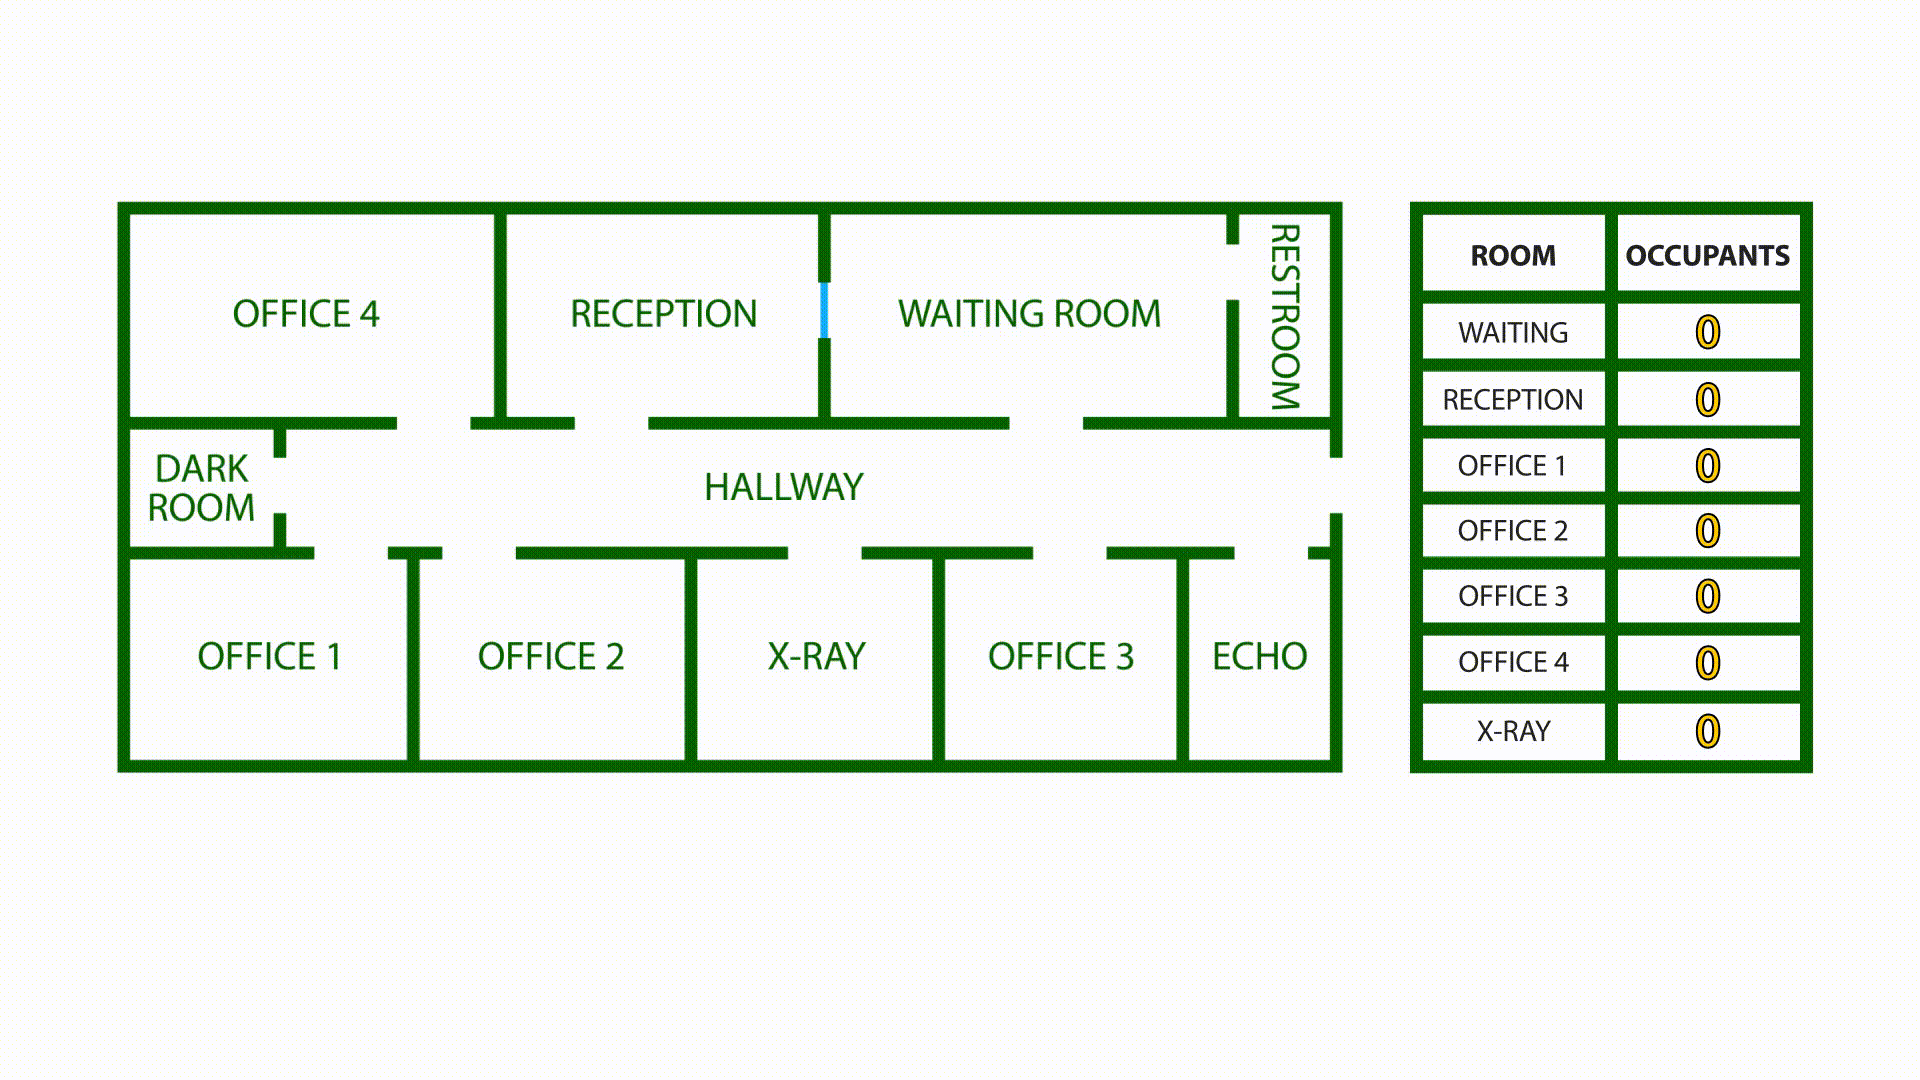 OFFICE 4
RECEPTION
WAITING ROOM
RESTROOM
DARK
ROOM
HALLWAY
OFFICE 1
OFFICE 2
X-RAY
OFFICE 3
ECHO
ROOM OCCUPANTS
WAITING 0
RECEPTION 0
OFFICE 1 0
OFFICE 2 0
OFFICE 3 0
OFFICE 4 0
X-RAY 0